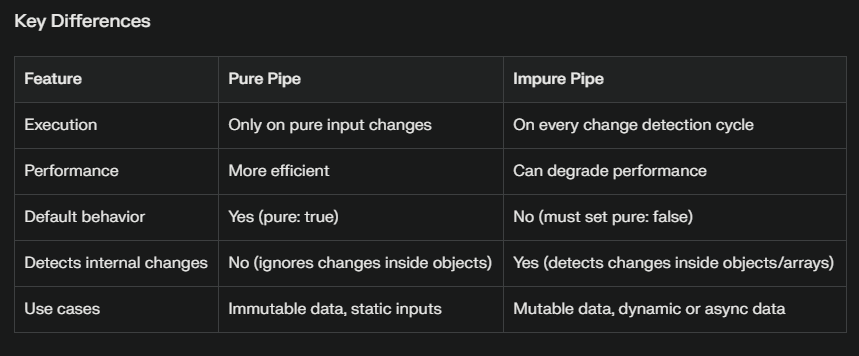 Key Differences
Feature Pure Pipe Impure Pipe
Execution Only on pure input changes On every change detection cycle
Performance More efficient Can degrade performance
Default behavior Yes (pure: true) No (must set pure: false)
Detects internal changes No (ignores changes inside objects) Yes (detects changes inside objects/arrays)
Use cases Immutable data, static inputs Mutable data, dynamic or async data